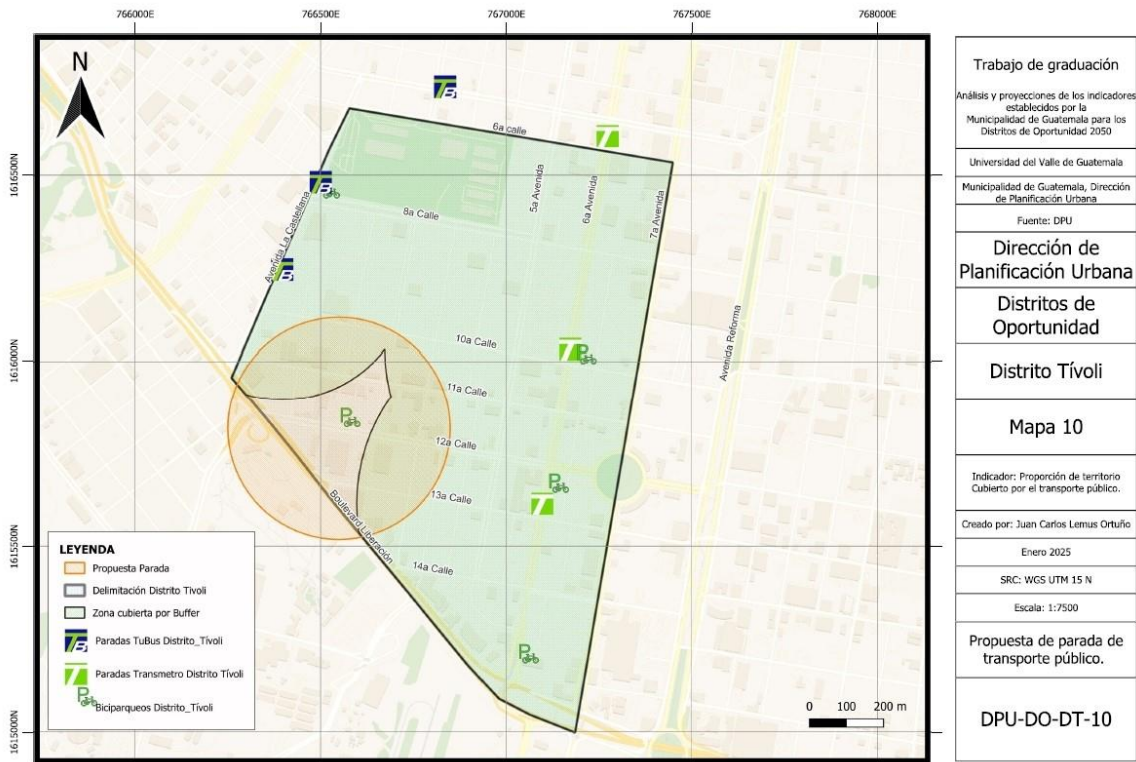 766000E
766500E
767000E
767500E
768000E
N
6a calle
5a Avenida
6a Avenida
7a Avenida
8a Calle
Avenida La Castellana
10a Calle
11a Calle
12a Calle
13a Calle
14a Calle
Boulevard Liberación
Avenida Reforma
P
P
P
P
P
1616500N
1616000N
1615500N
1615000N
LEYENDA
Propuesta Parada
Delimitación Distrito Tivoli
Zona cubierta por Buffer
Paradas TuBus Distrito_Tívoli
Paradas Transmetro Distrito Tívoli
P
Biciparqueos Distrito_Tívoli
0 100 200 m
Trabajo de graduación
Análisis y proyecciones de los indicadores
establecidos por la
Municipalidad de Guatemala para los
Distritos de Oportunidad 2050
Universidad del Valle de Guatemala
Municipalidad de Guatemala, Dirección
de Planificación Urbana
Fuente: DPU
Dirección de
Planificación Urbana
Distritos de
Oportunidad
Distrito Tívoli
Mapa 10
Indicador: Proporción de territorio
Cubierto por el transporte público.
Creado por: Juan Carlos Lemus Ortuño
Enero 2025
SRC: WGS UTM 15 N
Escala: 1:7500
Propuesta de parada de
transporte público.
DPU-DO-DT-10